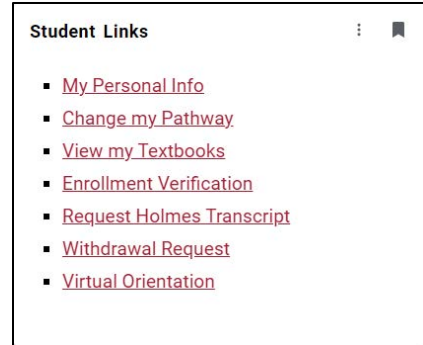 Student Links
My Personal Info
Change my Pathway
View my Textbooks
Enrollment Verification
Request Holmes Transcript
Withdrawal Request
Virtual Orientation